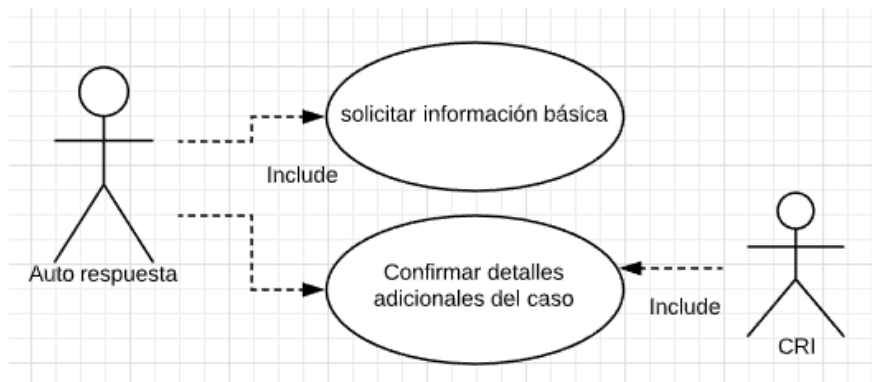 solicitar información básica
Include
Auto respuesta
Confirmar detalles
adicionales del caso
Include
CRI